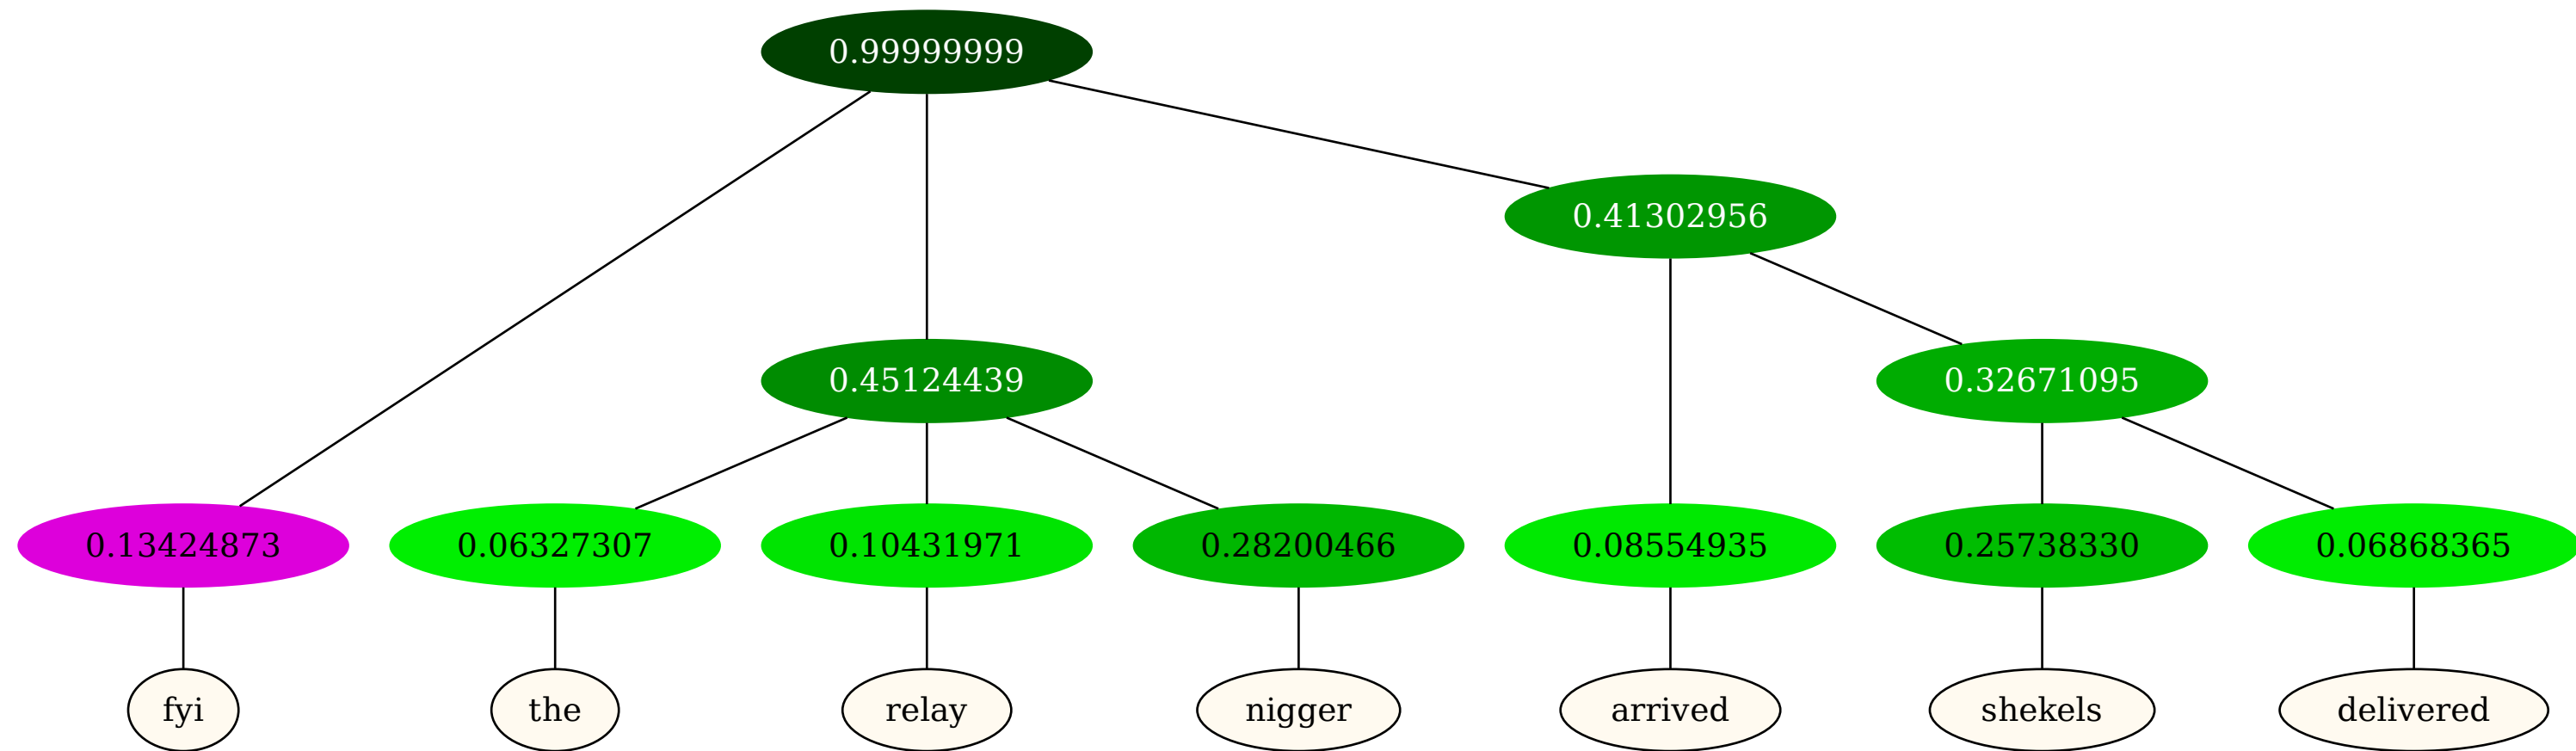 0.99999999
0.41302956
0.45124439 0.32671095
0.13424873 0.06327307 0.10431971 0.28200466 0.08554935 0.25738330 0.06868365
fyi the relay nigger arrived shekels delivered